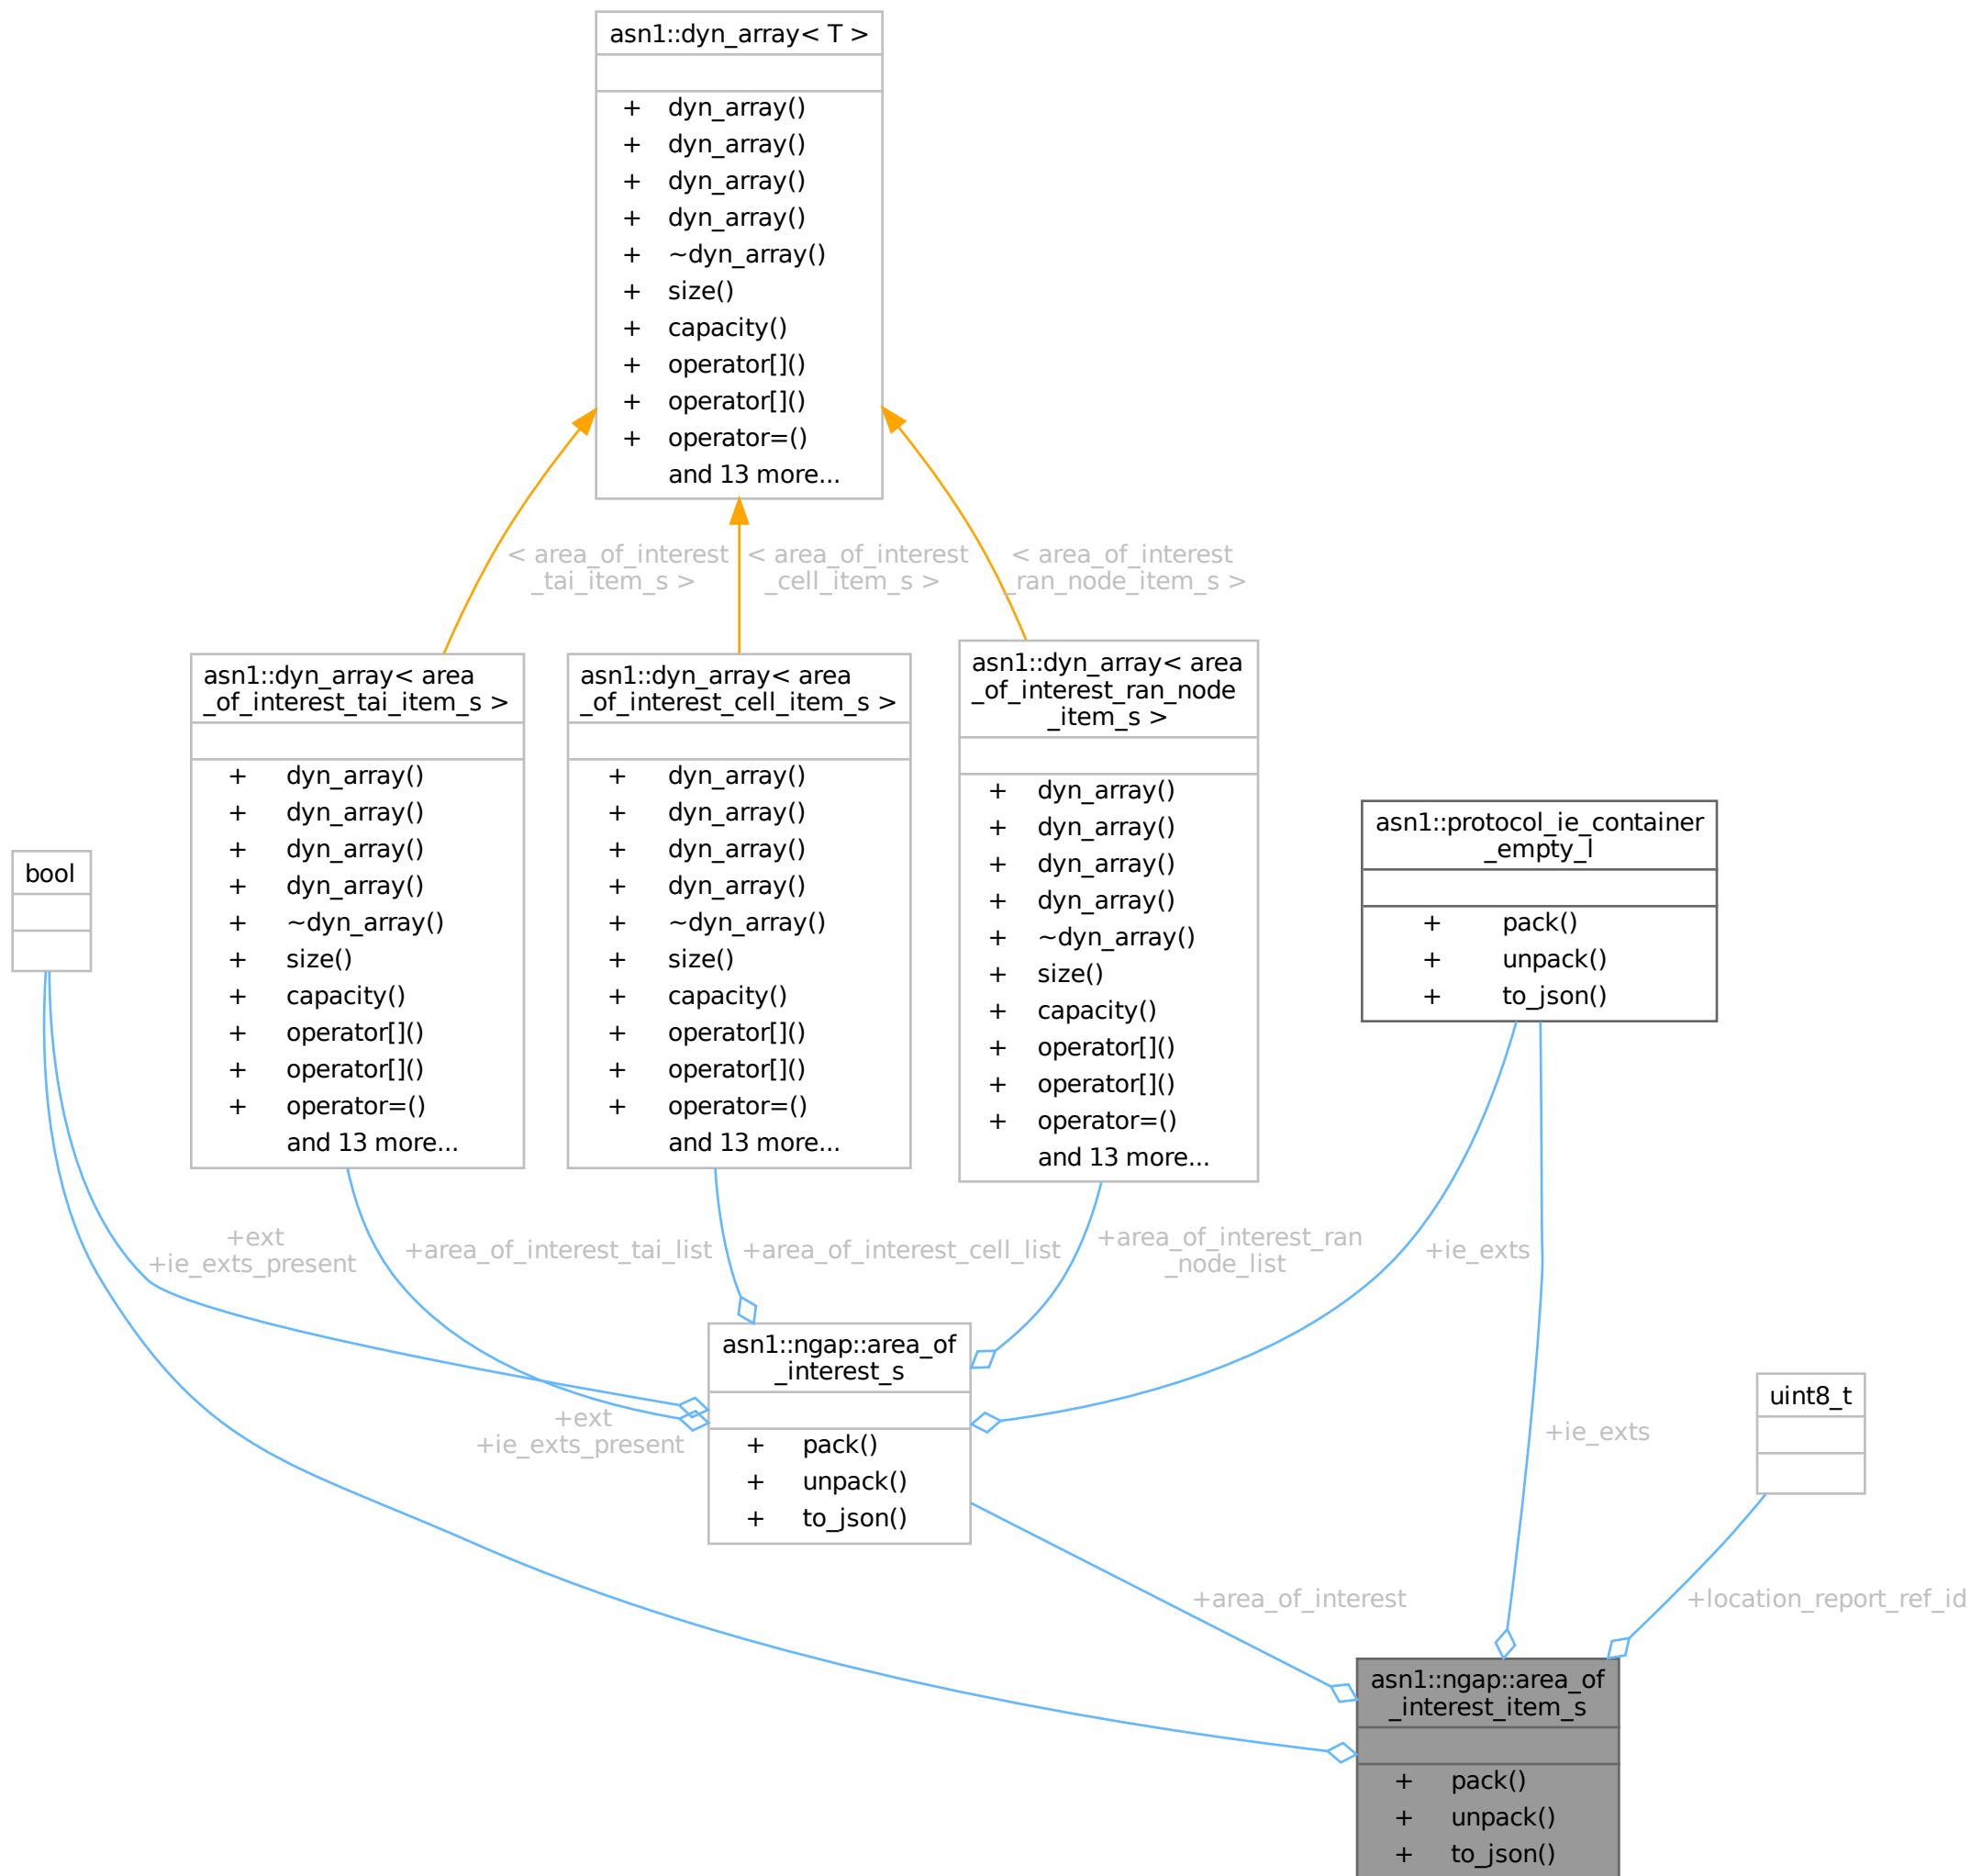 asn1::dyn_array< T >
+ dyn_array()
+ dyn_array()
+ dyn_array()
+ dyn_array()
+ ~dyn_array()
+ size()
+ capacity()
+ operator[]()
+ operator[]()
+ operator=()
and 13 more...
< area_of_interest
_tai_item_s >
< area_of_interest
_cell_item_s >
< area_of_interest
_ran_node_item_s >
asn1::dyn_array< area
_of_interest_tai_item_s >
+ dyn_array()
+ dyn_array()
+ dyn_array()
+ dyn_array()
+ ~dyn_array()
+ size()
+ capacity()
+ operator[]()
+ operator[]()
+ operator=()
and 13 more...
asn1::dyn_array< area
_of_interest_cell_item_s >
+ dyn_array()
+ dyn_array()
+ dyn_array()
+ dyn_array()
+ ~dyn_array()
+ size()
+ capacity()
+ operator[]()
+ operator[]()
+ operator=()
and 13 more...
asn1::dyn_array< area
_of_interest_ran_node
_item_s >
+ dyn_array()
+ dyn_array()
+ dyn_array()
+ dyn_array()
+ ~dyn_array()
+ size()
+ capacity()
+ operator[]()
+ operator[]()
+ operator=()
and 13 more...
asn1::protocol_ie_container
_empty_l
+ pack()
+ unpack()
+ to_json()
bool
+ext
+ie_exts_present
+area_of_interest_tai_list
+area_of_interest_cell_list
+area_of_interest_ran
_node_list
+ie_exts
asn1::ngap::area_of
_interest_s
+ pack()
+ unpack()
+ to_json()
+ext
+ie_exts_present
+ie_exts
uint8_t
+area_of_interest
+location_report_ref_id
asn1::ngap::area_of
_interest_item_s
+ pack()
+ unpack()
+ to_json()